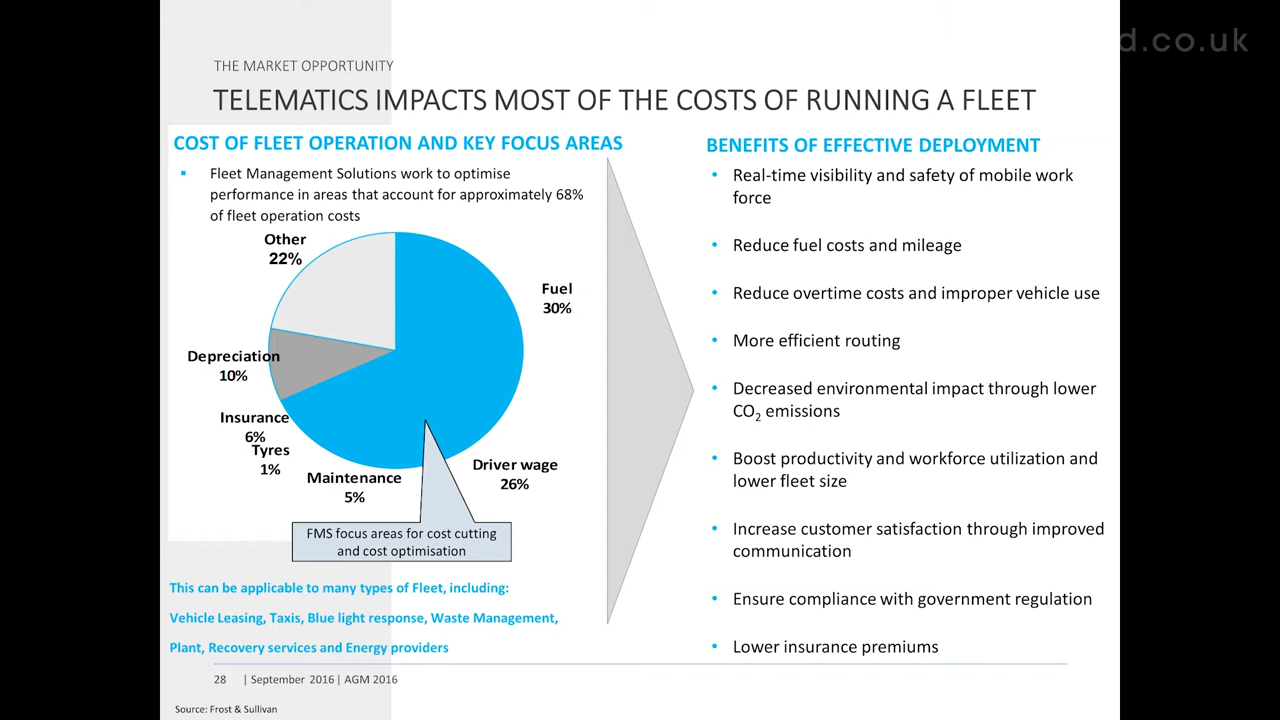 d.co.uk
THE MARKET OPPORTUNITY
TELEMATICS IMPACTS MOST OF THE COSTS OF RUNNING A FLEET
COST OF FLEET OPERATION AND KEY FOCUS AREAS
▪ Fleet Management Solutions work to optimise
performance in areas that account for approximately 68%
of fleet operation costs
Other
22%
Fuel
30%
Depreciation
10%
Insurance
6%
Tyres
1%
Maintenance
5%
Driver wage
26%
FMS focus areas for cost cutting
and cost optimisation
This can be applicable to many types of Fleet, including:
Vehicle Leasing, Taxis, Blue light response, Waste Management,
Plant, Recovery services and Energy providers
BENEFITS OF EFFECTIVE DEPLOYMENT
• Real-time visibility and safety of mobile work
force
• Reduce fuel costs and mileage
• Reduce overtime costs and improper vehicle use
• More efficient routing
• Decreased environmental impact through lower
CO₂ emissions
• Boost productivity and workforce utilization and
lower fleet size
• Increase customer satisfaction through improved
communication
• Ensure compliance with government regulation
• Lower insurance premiums
28 | September 2016 | AGM 2016
Source: Frost & Sullivan